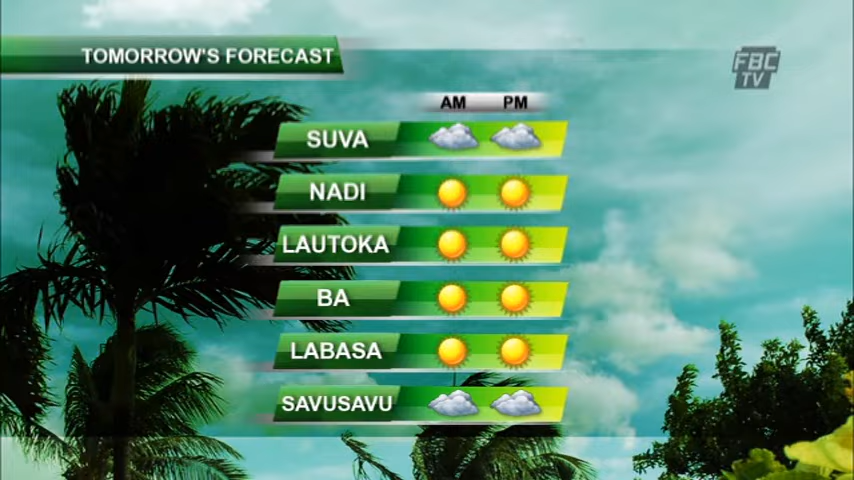 TOMORROW'S FORECAST
FBC
TV
AM PM
SUVA
NADI
LAUTOKA
BA
LABASA
SAVUSAVU